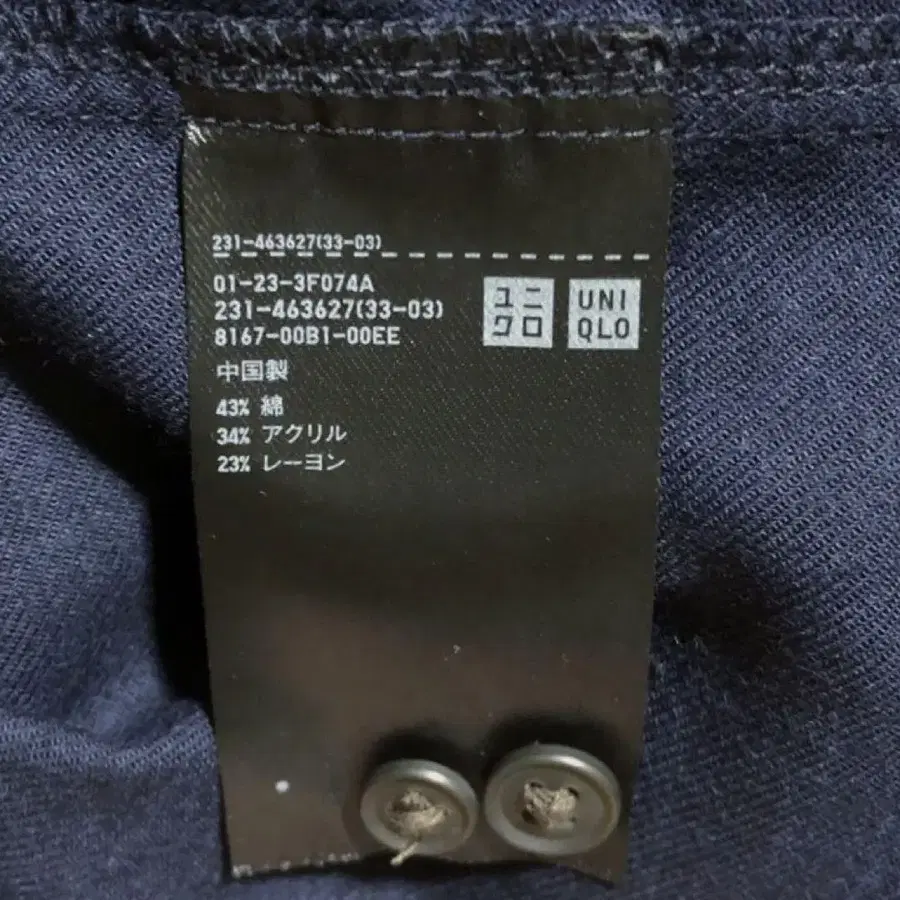 231-463627(33-03)
01-23-3F074A
231-463627(33-03)
8167-00B1-00EE
ユニ
クロ
UNI
QLO
中国製
43% 綿
34% アクリル
23% レーヨン